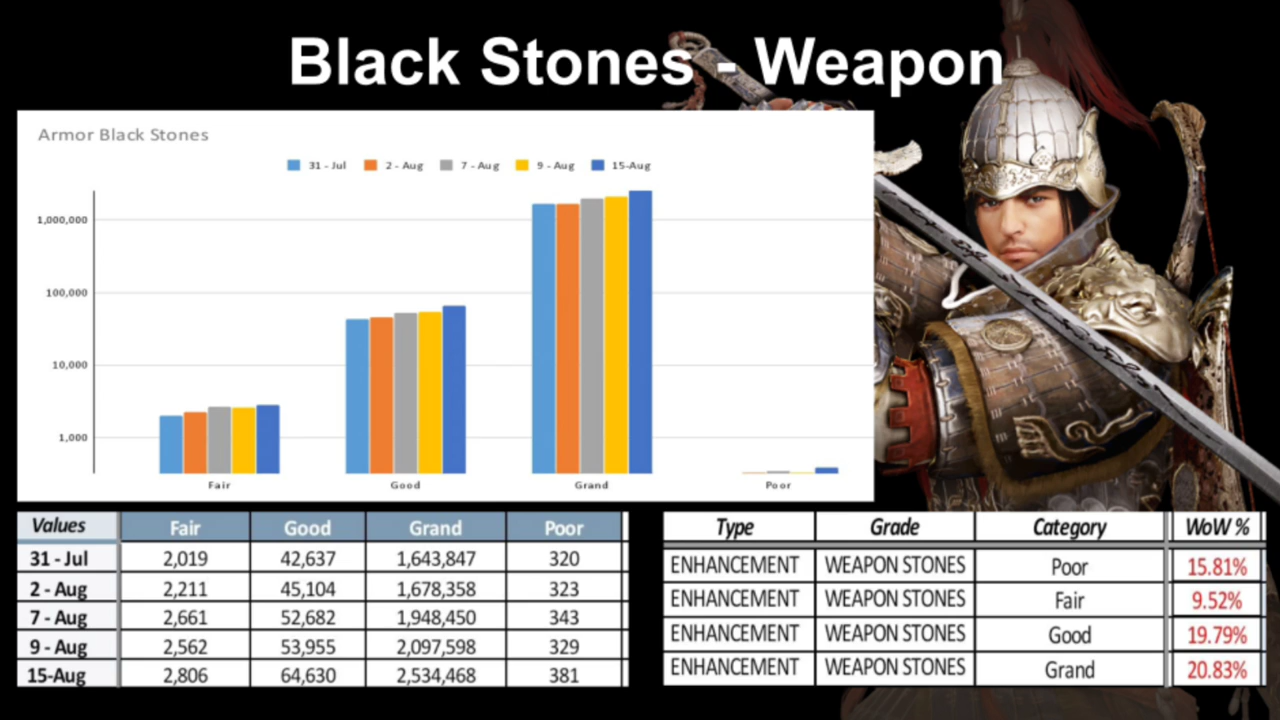 Black Stones - Weapon
Armor Black Stones
31 - Jul 2 - Aug 7 - Aug 9 - Aug 15-Aug
1,000,000
100,000
10,000
1,000
Fair Good Grand Poor
Values Fair Good Grand Poor
31 - Jul 2,019 42,637 1,643,847 320
2 - Aug 2,211 45,104 1,678,358 323
7 - Aug 2,661 52,682 1,948,450 343
9 - Aug 2,562 53,955 2,097,598 329
15-Aug 2,806 64,630 2,534,468 381
Type Grade Category WoW %
ENHANCEMENT WEAPON STONES Poor 15.81%
ENHANCEMENT WEAPON STONES Fair 9.52%
ENHANCEMENT WEAPON STONES Good 19.79%
ENHANCEMENT WEAPON STONES Grand 20.83%